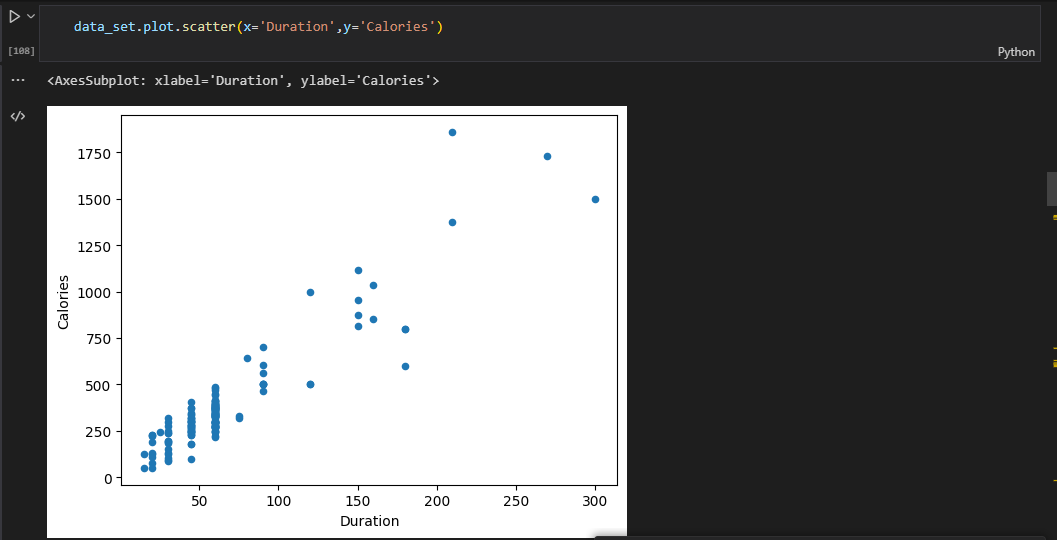 data_set.plot.scatter(x='Duration',y='Calories')
[108]
Python
<AxesSubplot: xlabel='Duration', ylabel='Calories'>
1750
1500
1250
1000
750
500
250
0
Calories
50 100 150 200 250 300
Duration